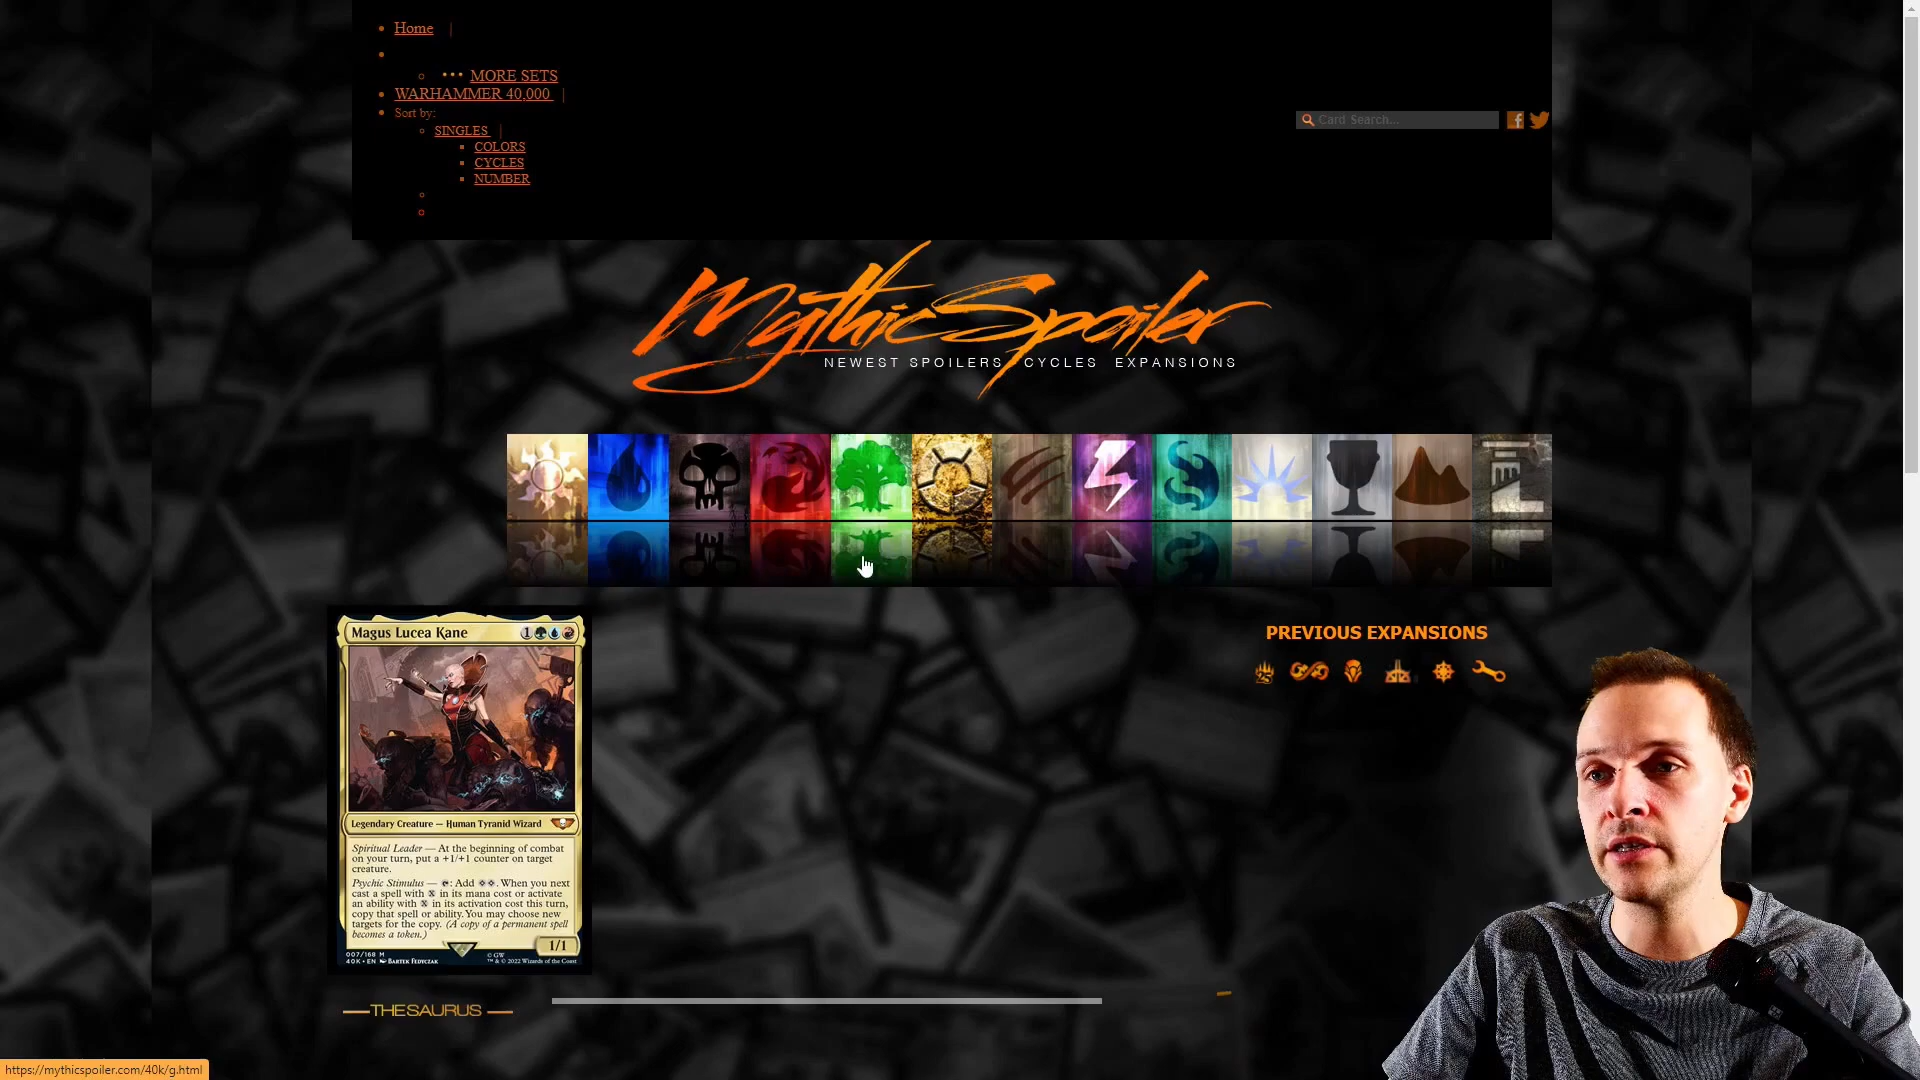 Home |
••• MORE SETS
WARHAMMER 40,000 |
Sort by:
SINGLES |
COLORS
CYCLES
NUMBER
Card Search...
MythicSpoiler
NEWEST SPOILERS CYCLES EXPANSIONS
PREVIOUS EXPANSIONS
Magus Lucea Kane 1
Legendary Creature — Human Tyranid Wizard
Spiritual Leader — At the beginning of combat
on your turn, put a +1/+1 counter on target
creature.
Psychic Stimulus — : Add . When you next
cast a spell with X in its mana cost or activate
an ability with X in its activation cost this turn,
copy that spell or ability. You may choose new
targets for the copy. (A copy of a permanent spell
becomes a token.)
1/1
007/168 M
40K • EN BARTEK FEDYCZAK
© GW
™ & © 2022 Wizards of the Coast
THESAURUS
https://mythicspoiler.com/40k/g.html